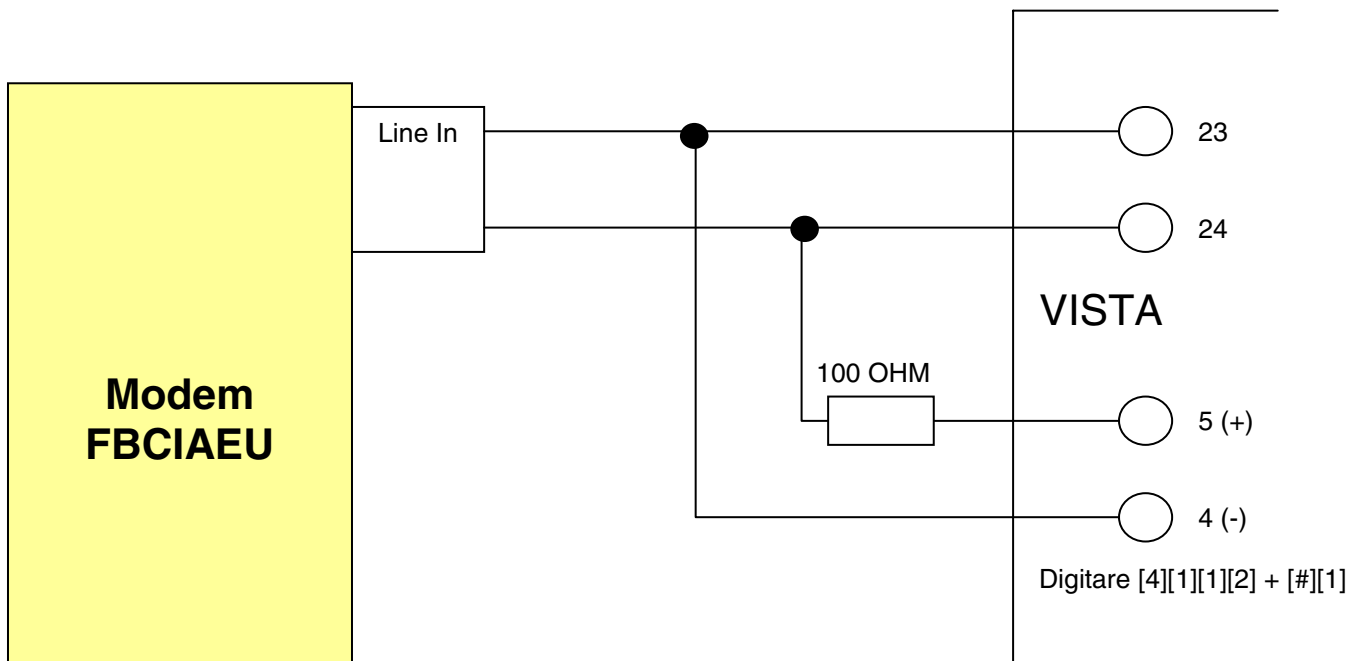 Line In
23
24
VISTA
100 OHM
Modem
FBCIAEU
5 (+)
4 (-)
Digitare [4][1][1][2] + [#][1]